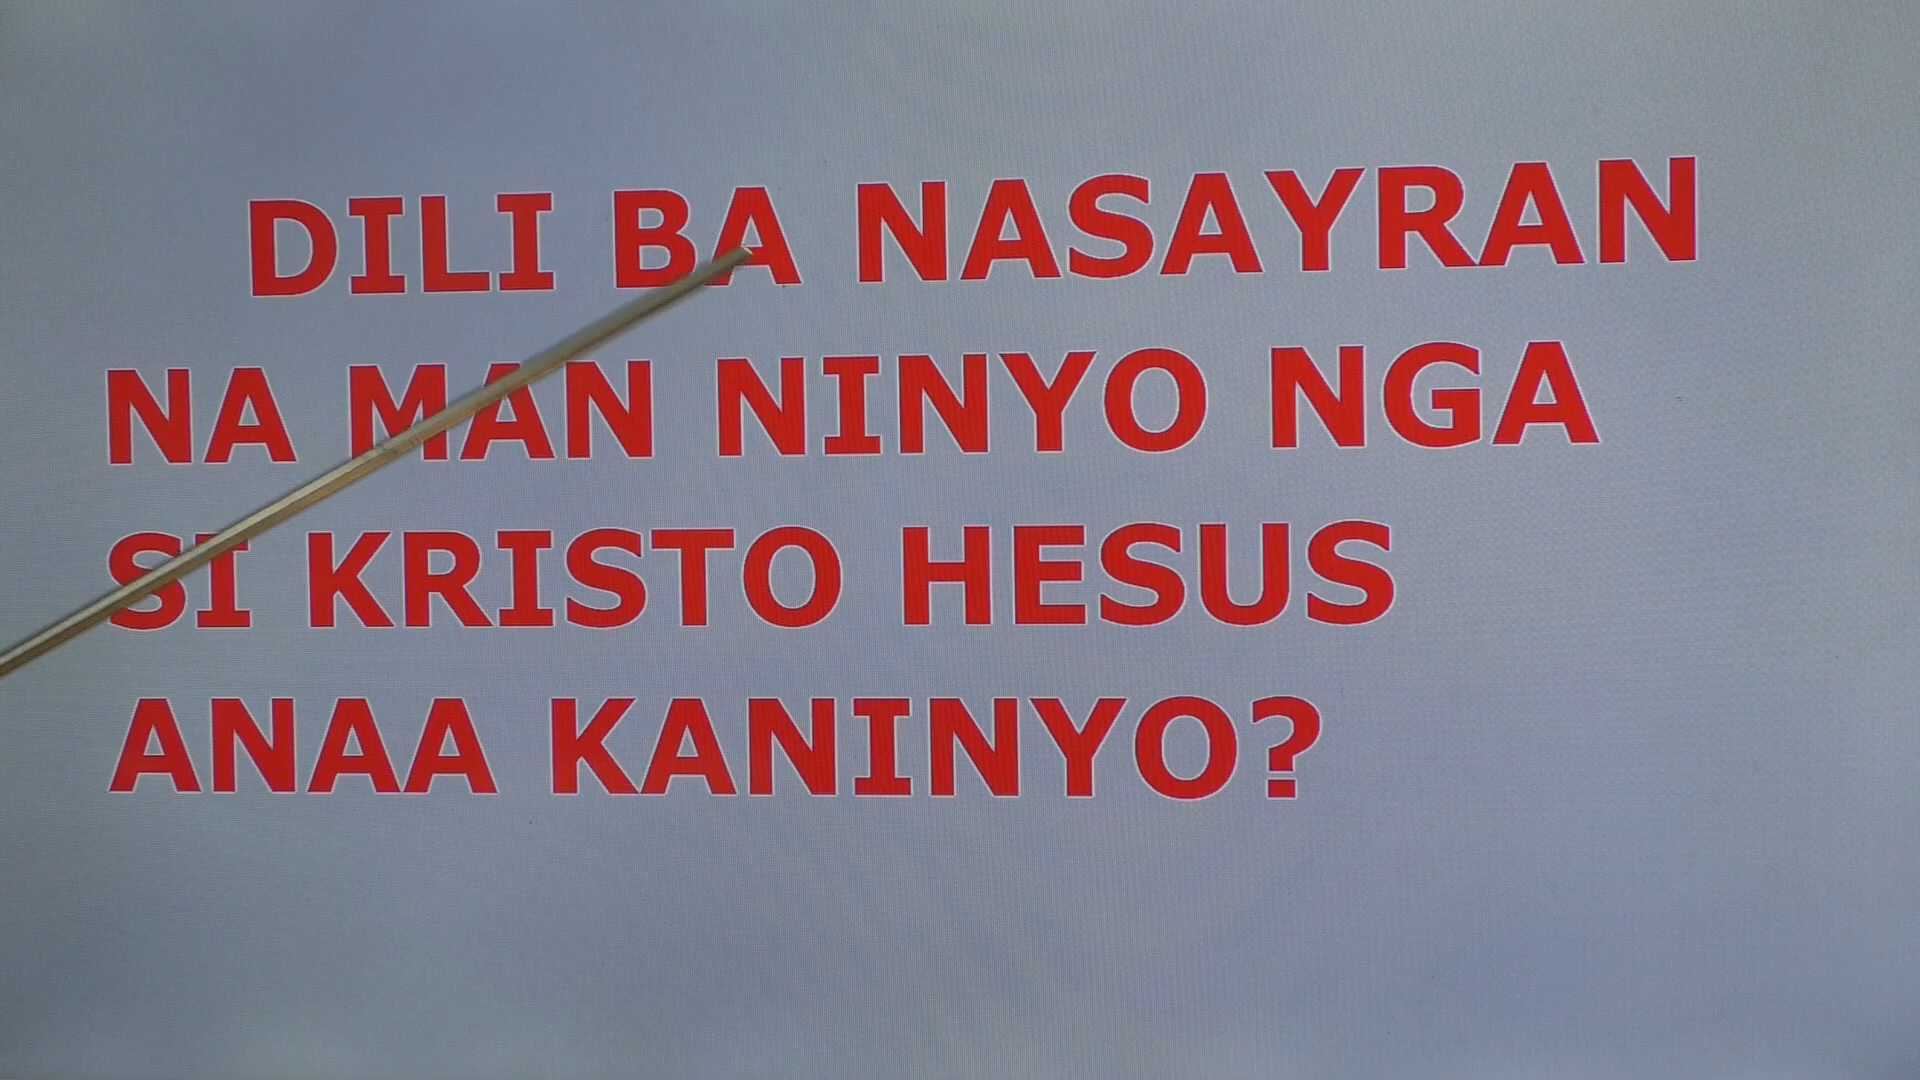 DILI BA NASAYRAN
NA MAN NINYO NGA
SI KRISTO HESUS
ANAA KANINYO?